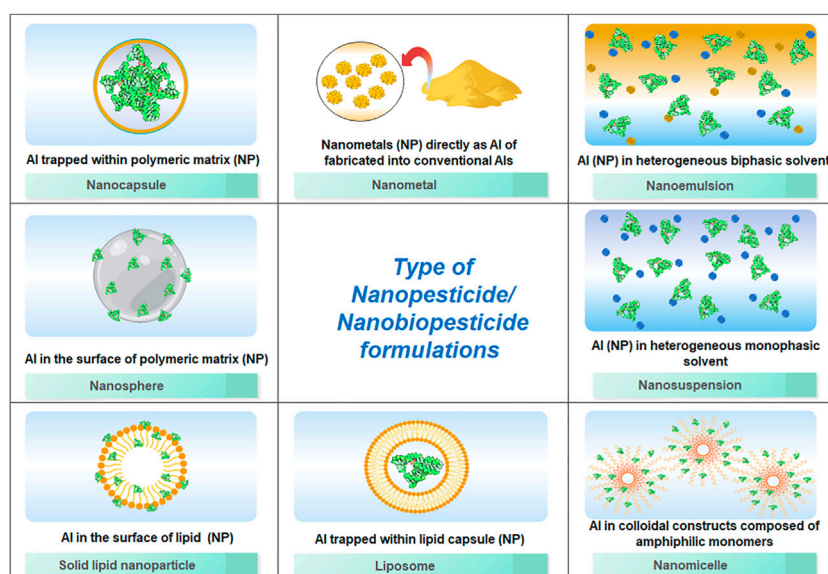 AI trapped within polymeric matrix (NP)
Nanocapsule
Nanometals (NP) directly as AI of
fabricated into conventional AIs
Nanometal
AI (NP) in heterogeneous biphasic solvent
Nanoemulsion
AI in the surface of polymeric matrix (NP)
Nanosphere
Type of
Nanopesticide/
Nanobiopesticide
formulations
AI (NP) in heterogeneous monophasic
solvent
Nanosuspension
AI in the surface of lipid (NP)
Solid lipid nanoparticle
AI trapped within lipid capsule (NP)
Liposome
AI in colloidal constructs composed of
amphiphilic monomers
Nanomicelle